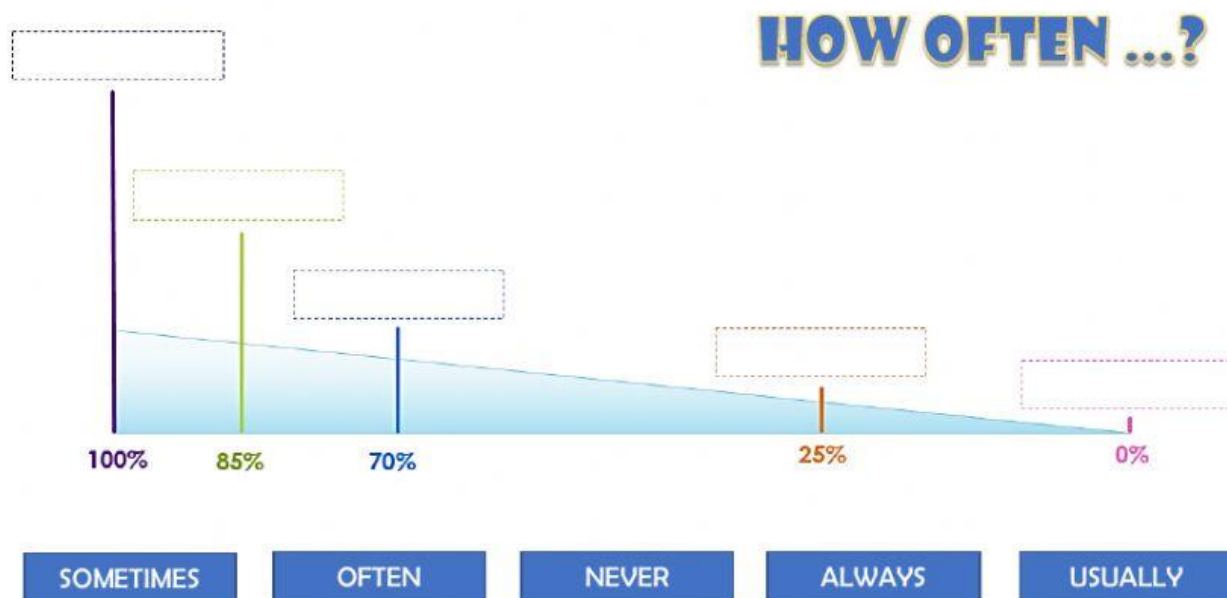 HOW OFTEN ...?
100% 85% 70% 25% 0%
SOMETIMES OFTEN NEVER ALWAYS USUALLY